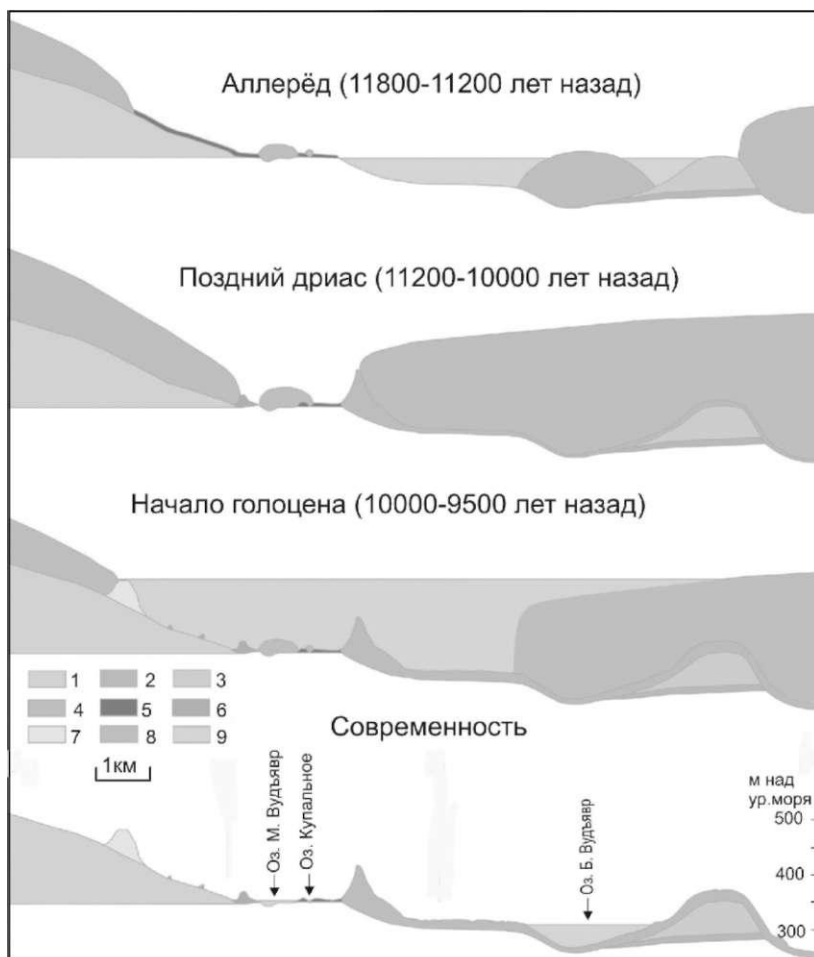 Аллерёд (11800-11200 лет назад)
Поздний дриас (11200-10000 лет назад)
Начало голоцена (10000-9500 лет назад)
1 2 3
4 5 6
7 8 9
1км
Современность
Оз. М. Вудъявр
Оз. Купальное
Оз. Б. Вудъявр
м над
ур.моря
500
400
300